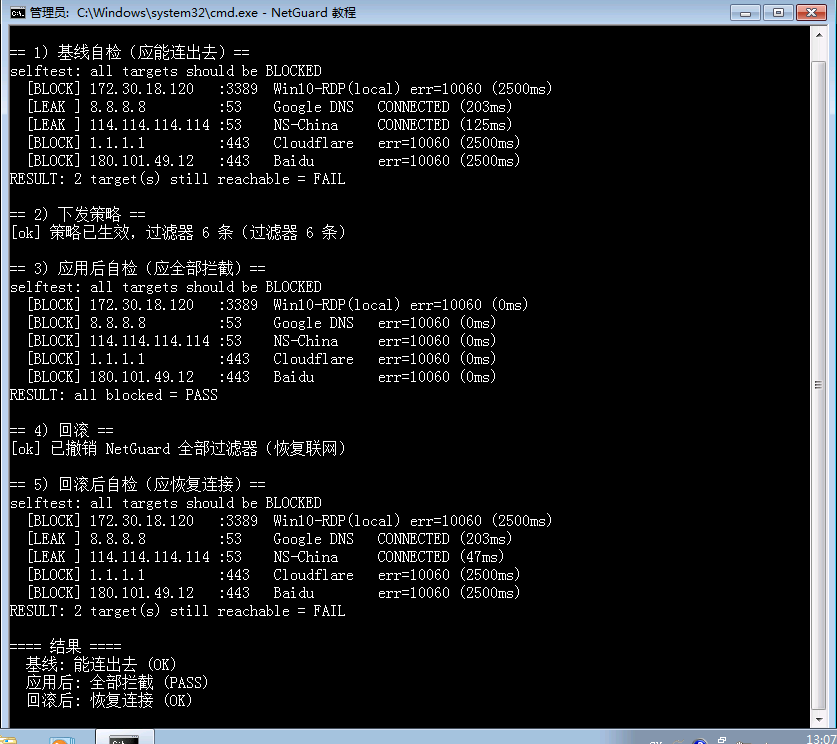 管理员: C:\Windows\system32\cmd.exe - NetGuard 教程
== 1) 基线自检（应能连出去）==
selftest: all targets should be BLOCKED
[BLOCK] 172.30.18.120 :3389 Win10-RDP(local) err=10060 (2500ms)
[LEAK ] 8.8.8.8 :53 Google DNS CONNECTED (203ms)
[LEAK ] 114.114.114.114 :53 NS-China CONNECTED (125ms)
[BLOCK] 1.1.1.1 :443 Cloudflare err=10060 (2500ms)
[BLOCK] 180.101.49.12 :443 Baidu err=10060 (2500ms)
RESULT: 2 target(s) still reachable = FAIL
== 2) 下发策略 ==
[ok] 策略已生效，过滤器 6 条（过滤器 6 条）
== 3) 应用后自检（应全部拦截）==
selftest: all targets should be BLOCKED
[BLOCK] 172.30.18.120 :3389 Win10-RDP(local) err=10060 (0ms)
[BLOCK] 8.8.8.8 :53 Google DNS err=10060 (0ms)
[BLOCK] 114.114.114.114 :53 NS-China err=10060 (0ms)
[BLOCK] 1.1.1.1 :443 Cloudflare err=10060 (0ms)
[BLOCK] 180.101.49.12 :443 Baidu err=10060 (0ms)
RESULT: all blocked = PASS
== 4) 回滚 ==
[ok] 已撤销 NetGuard 全部过滤器（恢复联网）
== 5) 回滚后自检（应恢复连接）==
selftest: all targets should be BLOCKED
[BLOCK] 172.30.18.120 :3389 Win10-RDP(local) err=10060 (2500ms)
[LEAK ] 8.8.8.8 :53 Google DNS CONNECTED (203ms)
[LEAK ] 114.114.114.114 :53 NS-China CONNECTED (47ms)
[BLOCK] 1.1.1.1 :443 Cloudflare err=10060 (2500ms)
[BLOCK] 180.101.49.12 :443 Baidu err=10060 (2500ms)
RESULT: 2 target(s) still reachable = FAIL
==== 结果 ====
基线: 能连出去 (OK)
应用后: 全部拦截 (PASS)
回滚后: 恢复连接 (OK)
13:07